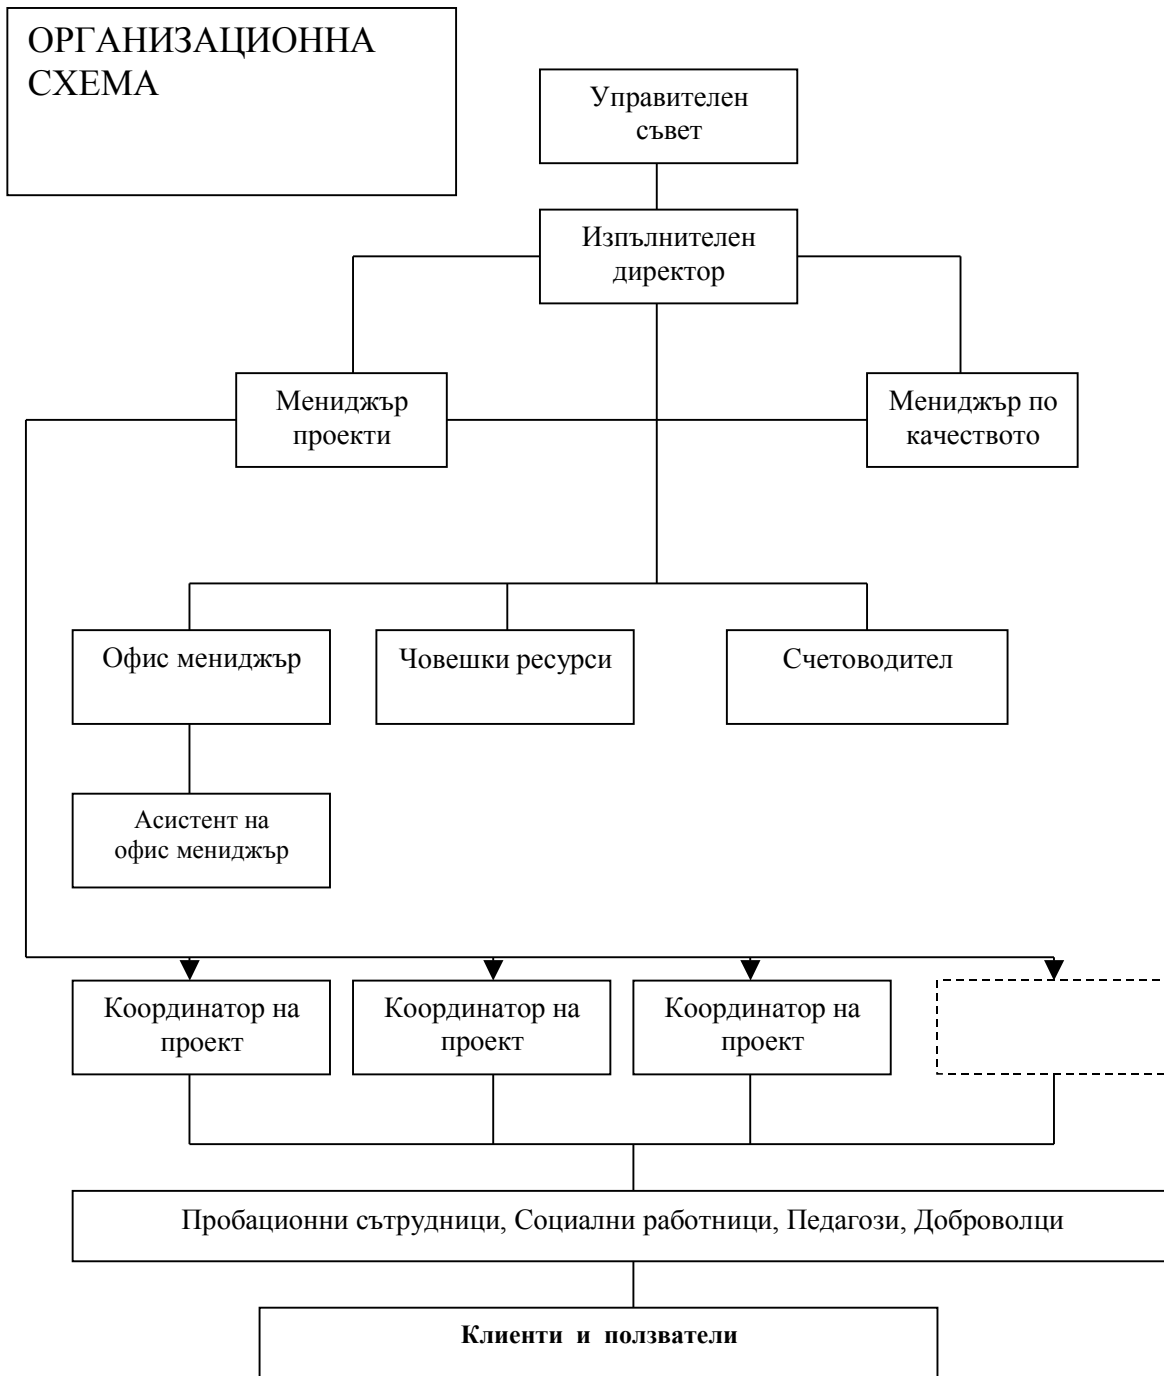 ОРГАНИЗАЦИОННА
СХЕМА
Управителен
съвет
Изпълнителен
директор
Мениджър
проекти
Мениджър по
качеството
Офис мениджър
Човешки ресурси
Счетоводител
Асистент на
офис мениджър
Координатор на
проект
Координатор на
проект
Координатор на
проект
Пробационни сътрудници, Социални работници, Педагози, Доброволци
Клиенти и ползватели